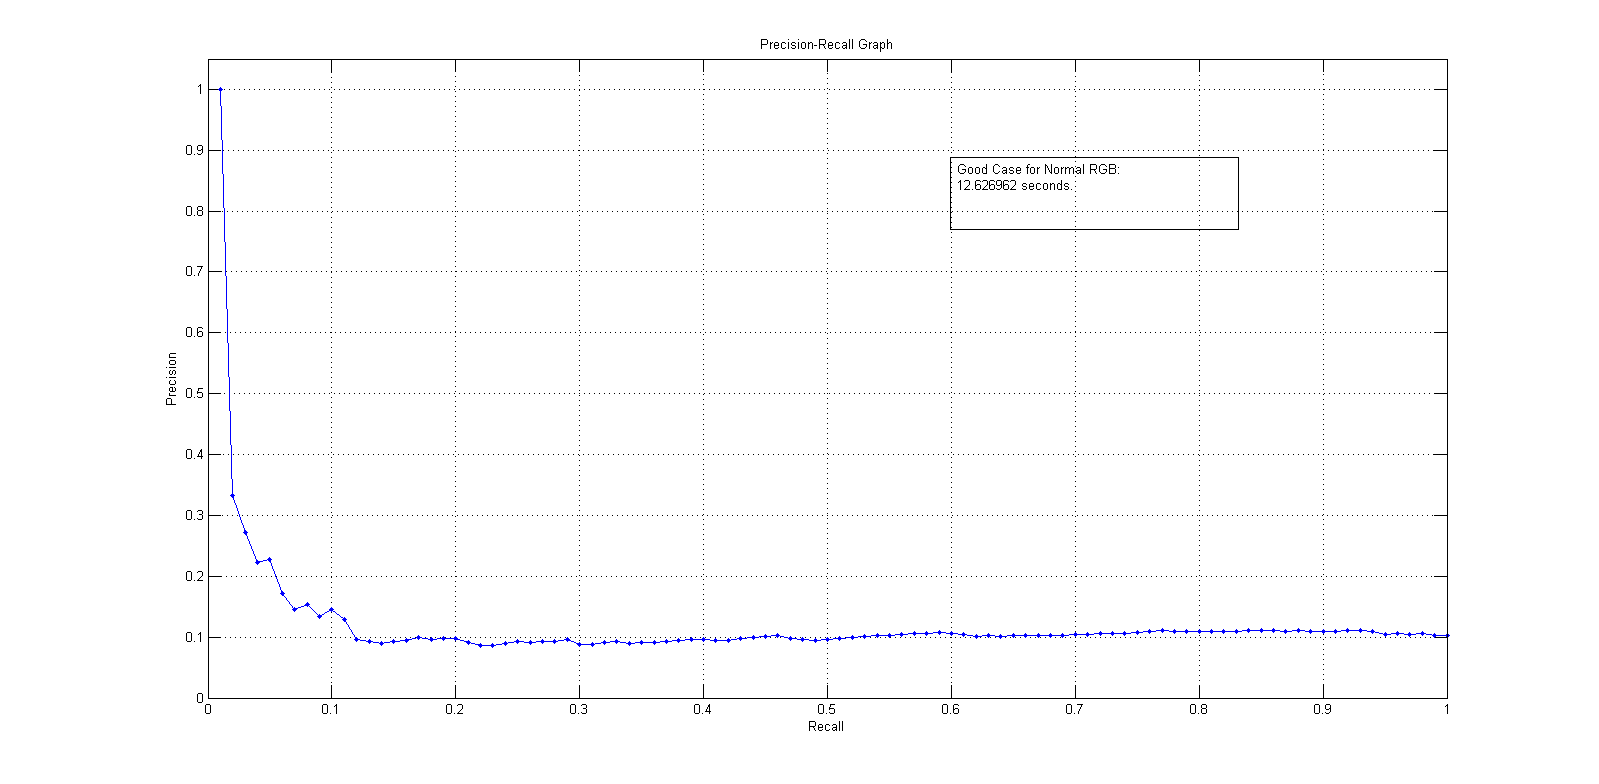 Precision-Recall Graph
1
0.9
0.8
0.7
0.6
0.5
0.4
0.3
0.2
0.1
0
Precision
Good Case for Normal RGB:
12.626962 seconds.
0 0.1 0.2 0.3 0.4 0.5 0.6 0.7 0.8 0.9 1
Recall